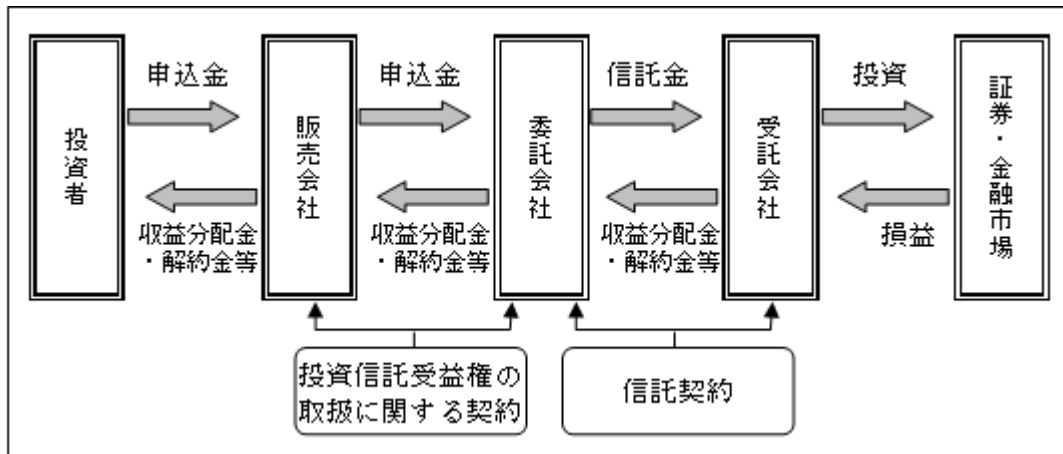 申込金
申込金
信託金
投資
投資者
販売会社
委託会社
受託会社
証券・金融市場
収益分配金
・解約金等
収益分配金
・解約金等
収益分配金
・解約金等
損益
投資信託受益権の
取扱に関する契約
信託契約